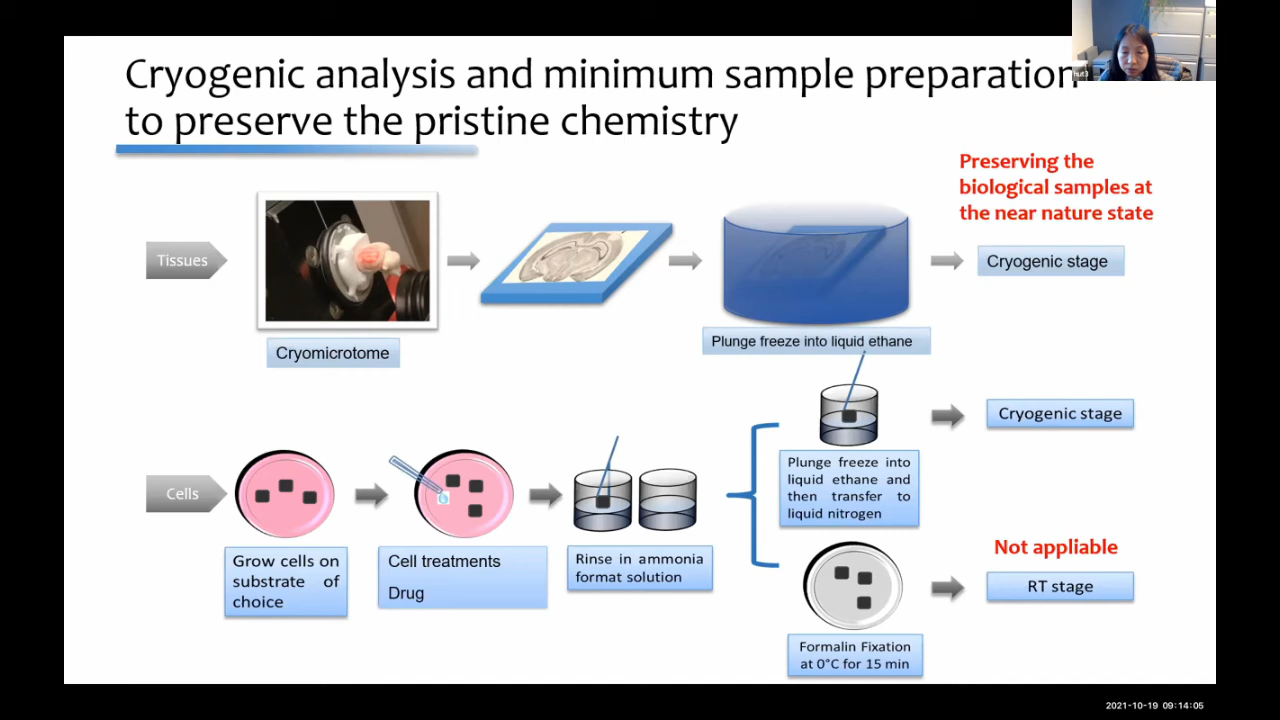 Cryogenic analysis and minimum sample preparation
to preserve the pristine chemistry
Preserving the
biological samples at
the near nature state
Tissues
Cryomicrotome
Plunge freeze into liquid ethane
Cryogenic stage
Cells
Grow cells on
substrate of
choice
Cell treatments
Drug
Rinse in ammonia
format solution
Plunge freeze into
liquid ethane and
then transfer to
liquid nitrogen
Cryogenic stage
Formalin Fixation
at 0°C for 15 min
Not appliable
RT stage
2021-10-19 09:14:05